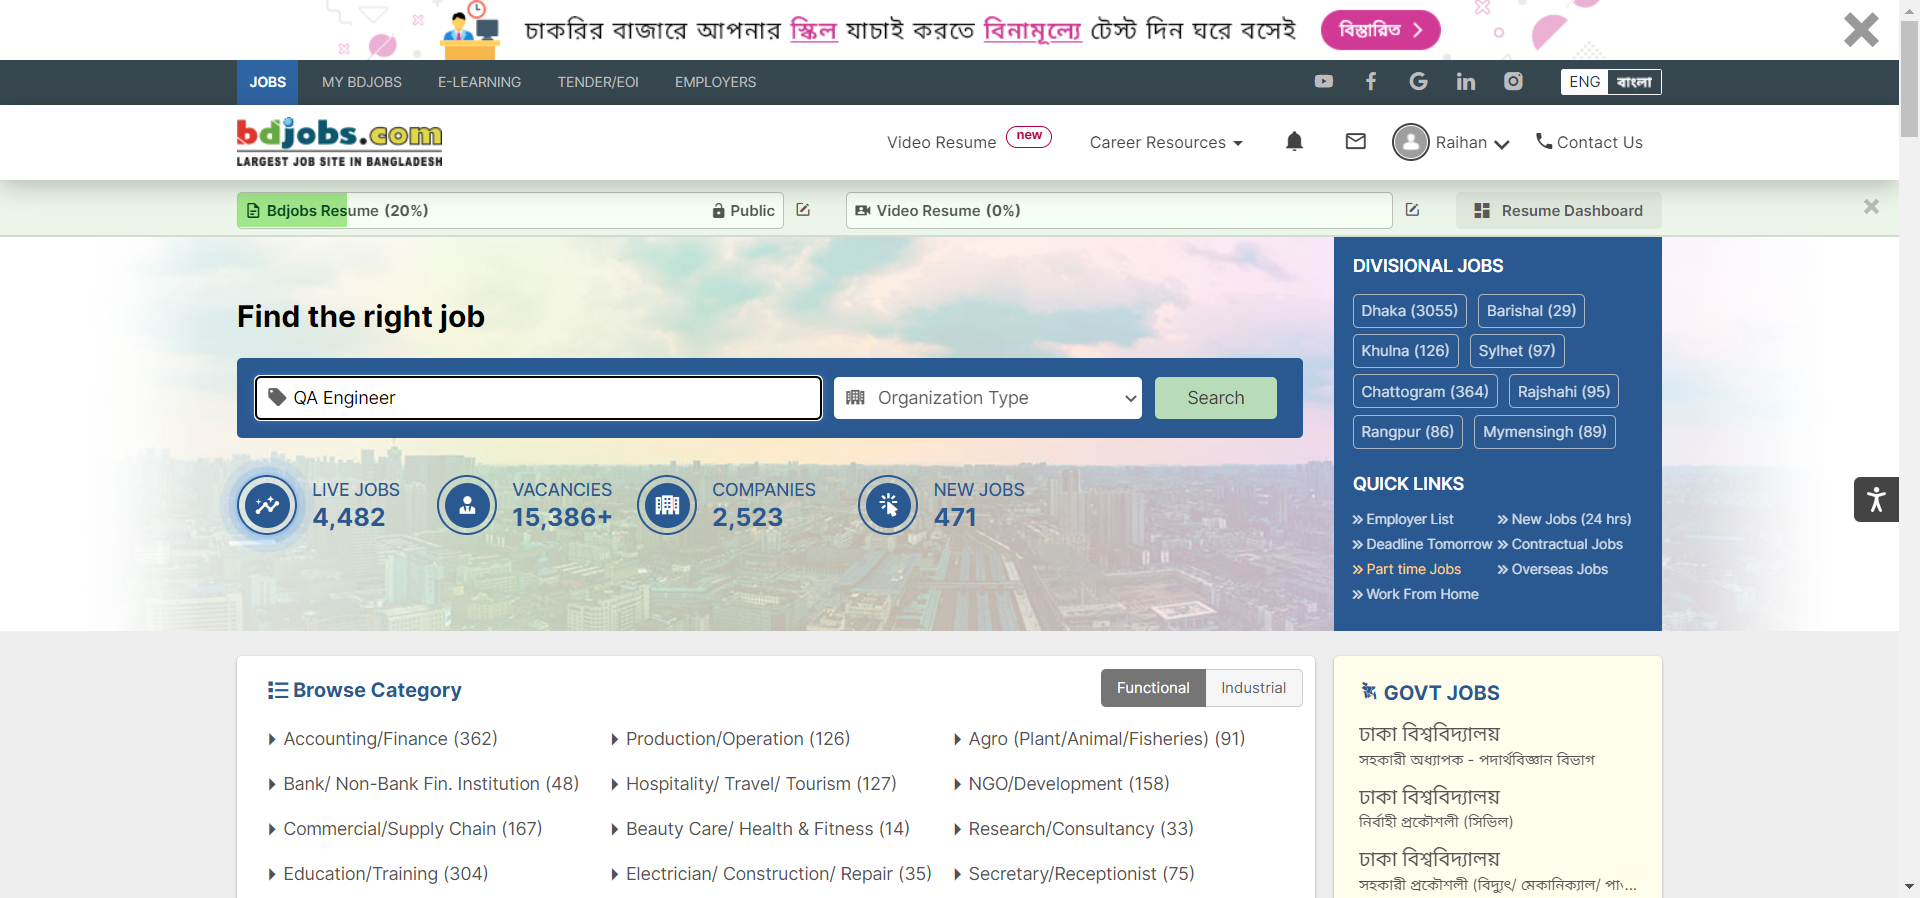 চাকরির বাজারে আপনার স্কিল যাচাই করতে বিনামূল্যে টেস্ট দিন ঘরে বসেই
বিস্তারিত
JOBS MY BDJOBS E-LEARNING TENDER/EOI EMPLOYERS
ENG বাংলা
bdjobs.com
LARGEST JOB SITE IN BANGLADESH
Video Resume new Career Resources Raihan Contact Us
Bdjobs Resume (20%) Public Video Resume (0%) Resume Dashboard
Find the right job
QA Engineer Organization Type Search
LIVE JOBS
4,482
VACANCIES
15,386+
COMPANIES
2,523
NEW JOBS
471
DIVISIONAL JOBS
Dhaka (3055) Barishal (29)
Khulna (126) Sylhet (97)
Chattogram (364) Rajshahi (95)
Rangpur (86) Mymensingh (89)
QUICK LINKS
Employer List New Jobs (24 hrs)
Deadline Tomorrow Contractual Jobs
Part time Jobs Overseas Jobs
Work From Home
Browse Category Functional Industrial
Accounting/Finance (362) Production/Operation (126) Agro (Plant/Animal/Fisheries) (91)
Bank/ Non-Bank Fin. Institution (48) Hospitality/ Travel/ Tourism (127) NGO/Development (158)
Commercial/Supply Chain (167) Beauty Care/ Health & Fitness (14) Research/Consultancy (33)
Education/Training (304) Electrician/ Construction/ Repair (35) Secretary/Receptionist (75)
GOVT JOBS
ঢাকা বিশ্ববিদ্যালয়
সহকারী অধ্যাপক - পদার্থবিজ্ঞান বিভাগ
ঢাকা বিশ্ববিদ্যালয়
নির্বাহী প্রকৌশলী (সিভিল)
ঢাকা বিশ্ববিদ্যালয়
সহকারী প্রকৌশলী (বিদ্যুৎ/ মেকানিক্যাল/